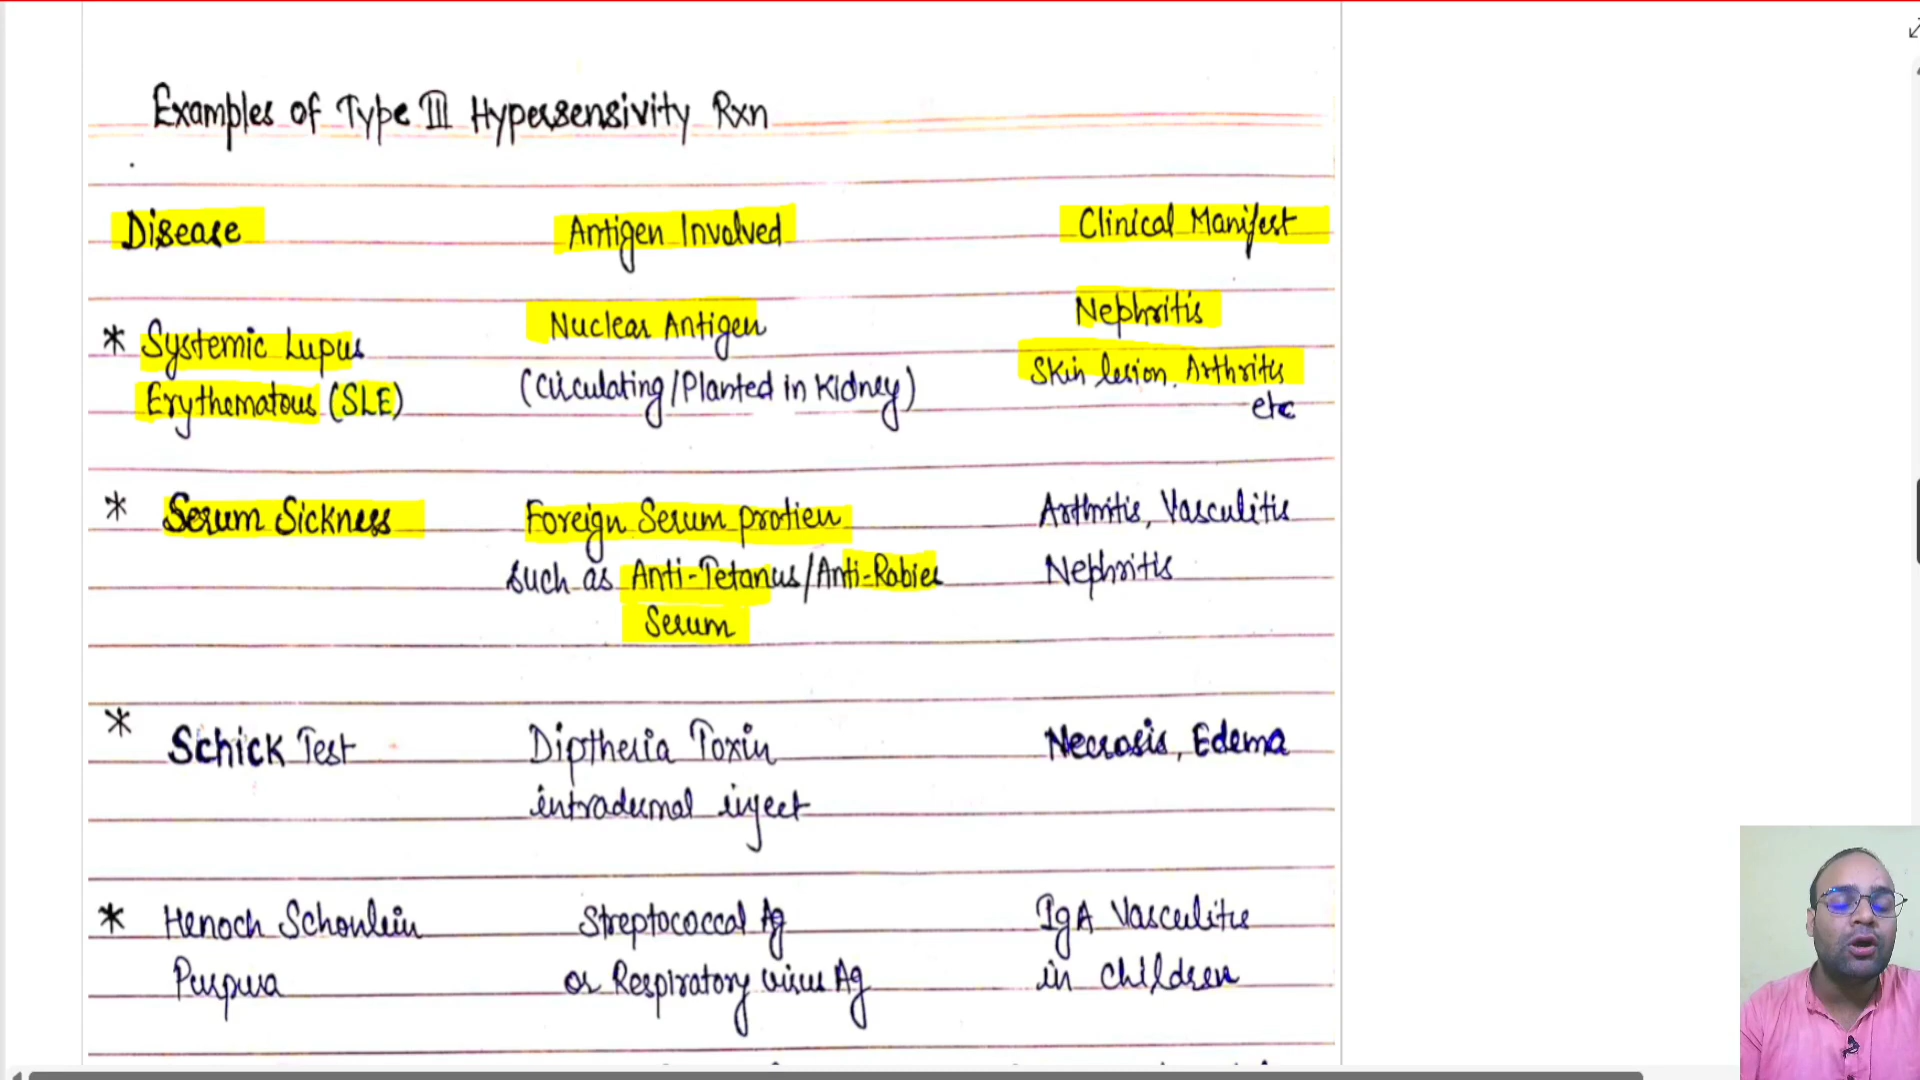 Examples of Type III Hypersensivity Rxn
Disease Antigen Involved Clinical Manifest
* Systemic Lupus Nuclear Antigen Nephritis
Erythematous (SLE) (Circulating/Planted in Kidney) Skin lesion. Arthritis
etc
* Serum Sickness Foreign Serum protien Arthritis, Vasculitis
such as Anti-Tetanus/Anti-Rabies Nephritis
Serum
* Schick Test Diptheria Toxin Necrosis, Edema
intradermal inject
* Henoch Schonlein Streptococcal Ag IgA Vasculitis
Purpura or Respiratory virus Ag in children